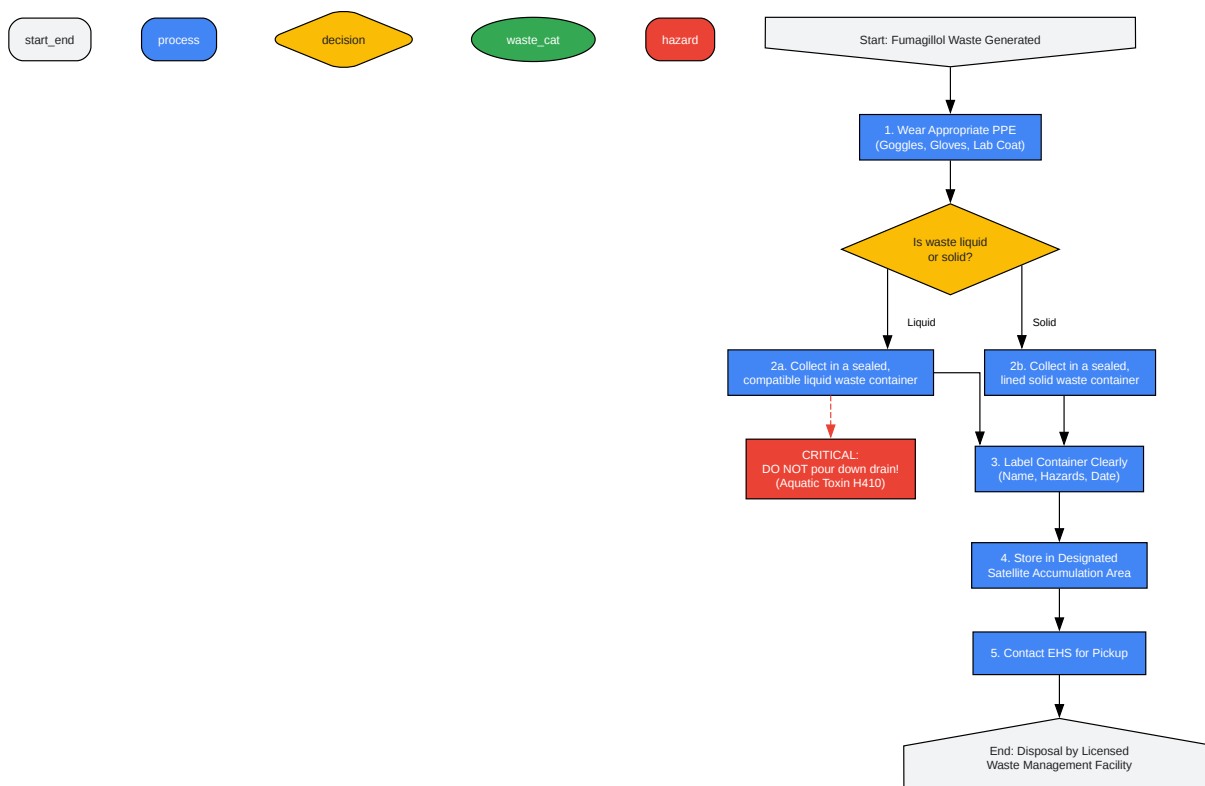 start_end
process
decision
waste_cat
hazard
Start: Fumagillol Waste Generated
1. Wear Appropriate PPE
(Goggles, Gloves, Lab Coat)
Is waste liquid
or solid?
Liquid
Solid
2a. Collect in a sealed,
compatible liquid waste container
2b. Collect in a sealed,
lined solid waste container
CRITICAL:
DO NOT pour down drain!
(Aquatic Toxin H410)
3. Label Container Clearly
(Name, Hazards, Date)
4. Store in Designated
Satellite Accumulation Area
5. Contact EHS for Pickup
End: Disposal by Licensed
Waste Management Facility